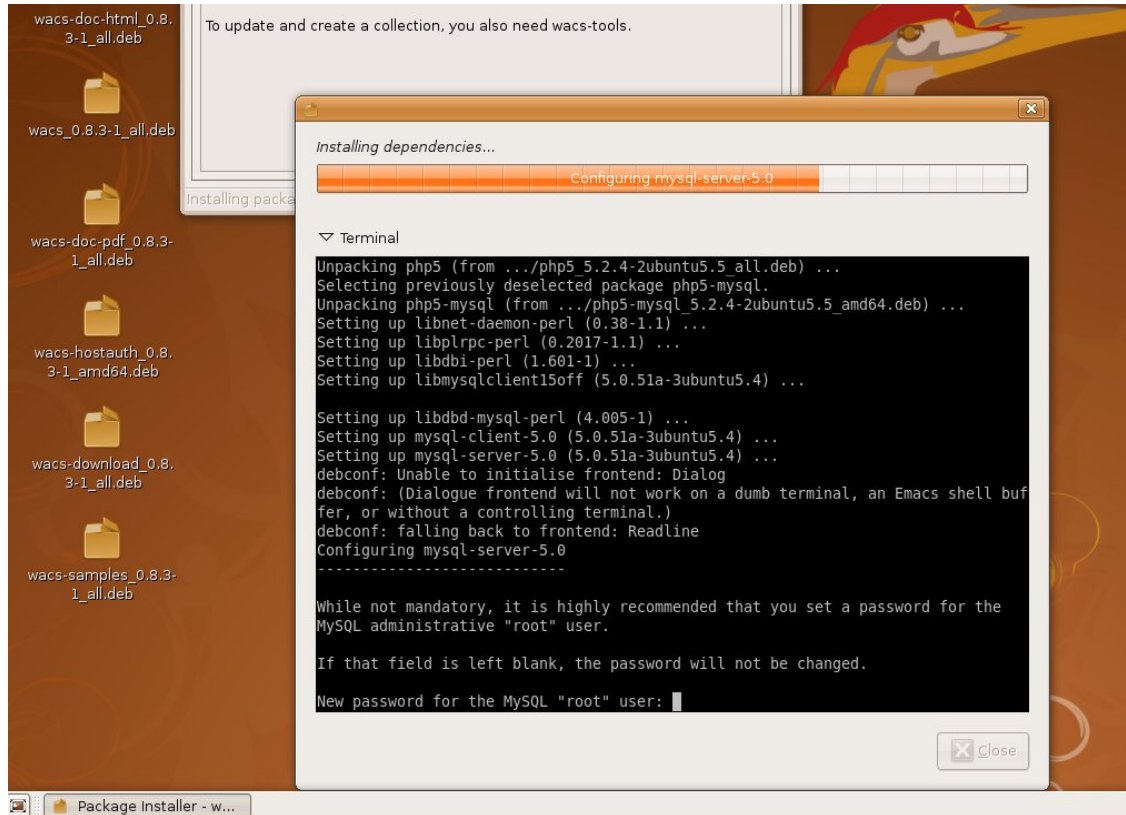 wacs-doc-html_0.8.
3-1_all.deb
wacs_0.8.3-1_all.deb
wacs-doc-pdf_0.8.3-
1_all.deb
wacs-hostauth_0.8.
3-1_amd64.deb
wacs-download_0.8.
3-1_all.deb
wacs-samples_0.8.3-
1_all.deb
To update and create a collection, you also need wacs-tools.
Installing packa
Installing dependencies...
Configuring mysql-server-5.0
Terminal
Unpacking php5 (from .../php5_5.2.4-2ubuntu5.5_all.deb) ...
Selecting previously deselected package php5-mysql.
Unpacking php5-mysql (from .../php5-mysql_5.2.4-2ubuntu5.5_amd64.deb) ...
Setting up libnet-daemon-perl (0.38-1.1) ...
Setting up libplrpc-perl (0.2017-1.1) ...
Setting up libdbi-perl (1.601-1) ...
Setting up libmysqlclient15off (5.0.51a-3ubuntu5.4) ...
Setting up libdbd-mysql-perl (4.005-1) ...
Setting up mysql-client-5.0 (5.0.51a-3ubuntu5.4) ...
Setting up mysql-server-5.0 (5.0.51a-3ubuntu5.4) ...
debconf: Unable to initialise frontend: Dialog
debconf: (Dialogue frontend will not work on a dumb terminal, an Emacs shell buf
fer, or without a controlling terminal.)
debconf: falling back to frontend: Readline
Configuring mysql-server-5.0
----------------------------
While not mandatory, it is highly recommended that you set a password for the
MySQL administrative "root" user.
If that field is left blank, the password will not be changed.
New password for the MySQL "root" user:
Close
Package Installer - w...